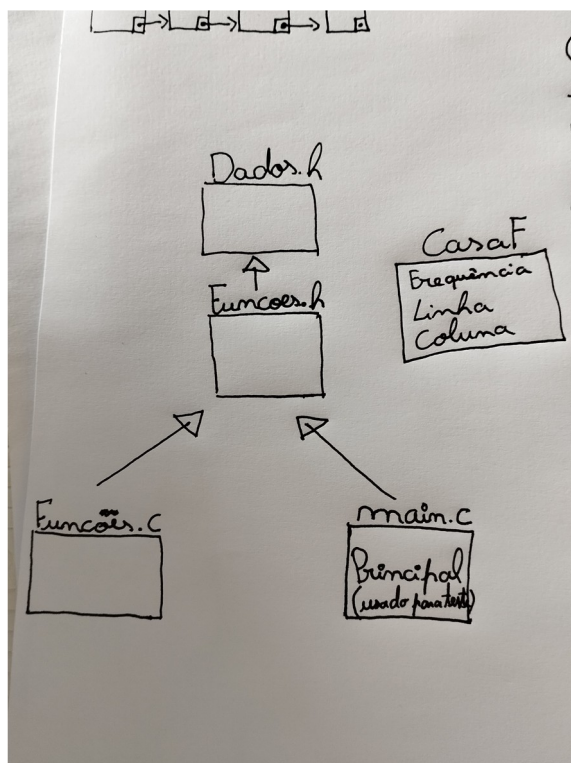 Dados.h
Funcoes.h
CasaF
Frequência
Linha
Coluna
Funcões.c
main.c
Principal
(usado para teste)